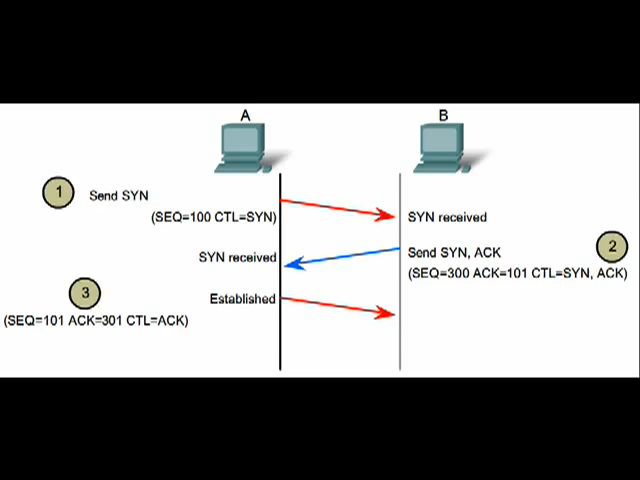 A
B
1
Send SYN
(SEQ=100 CTL=SYN)
SYN received
SYN received
Send SYN, ACK
2
(SEQ=300 ACK=101 CTL=SYN, ACK)
3
Established
(SEQ=101 ACK=301 CTL=ACK)